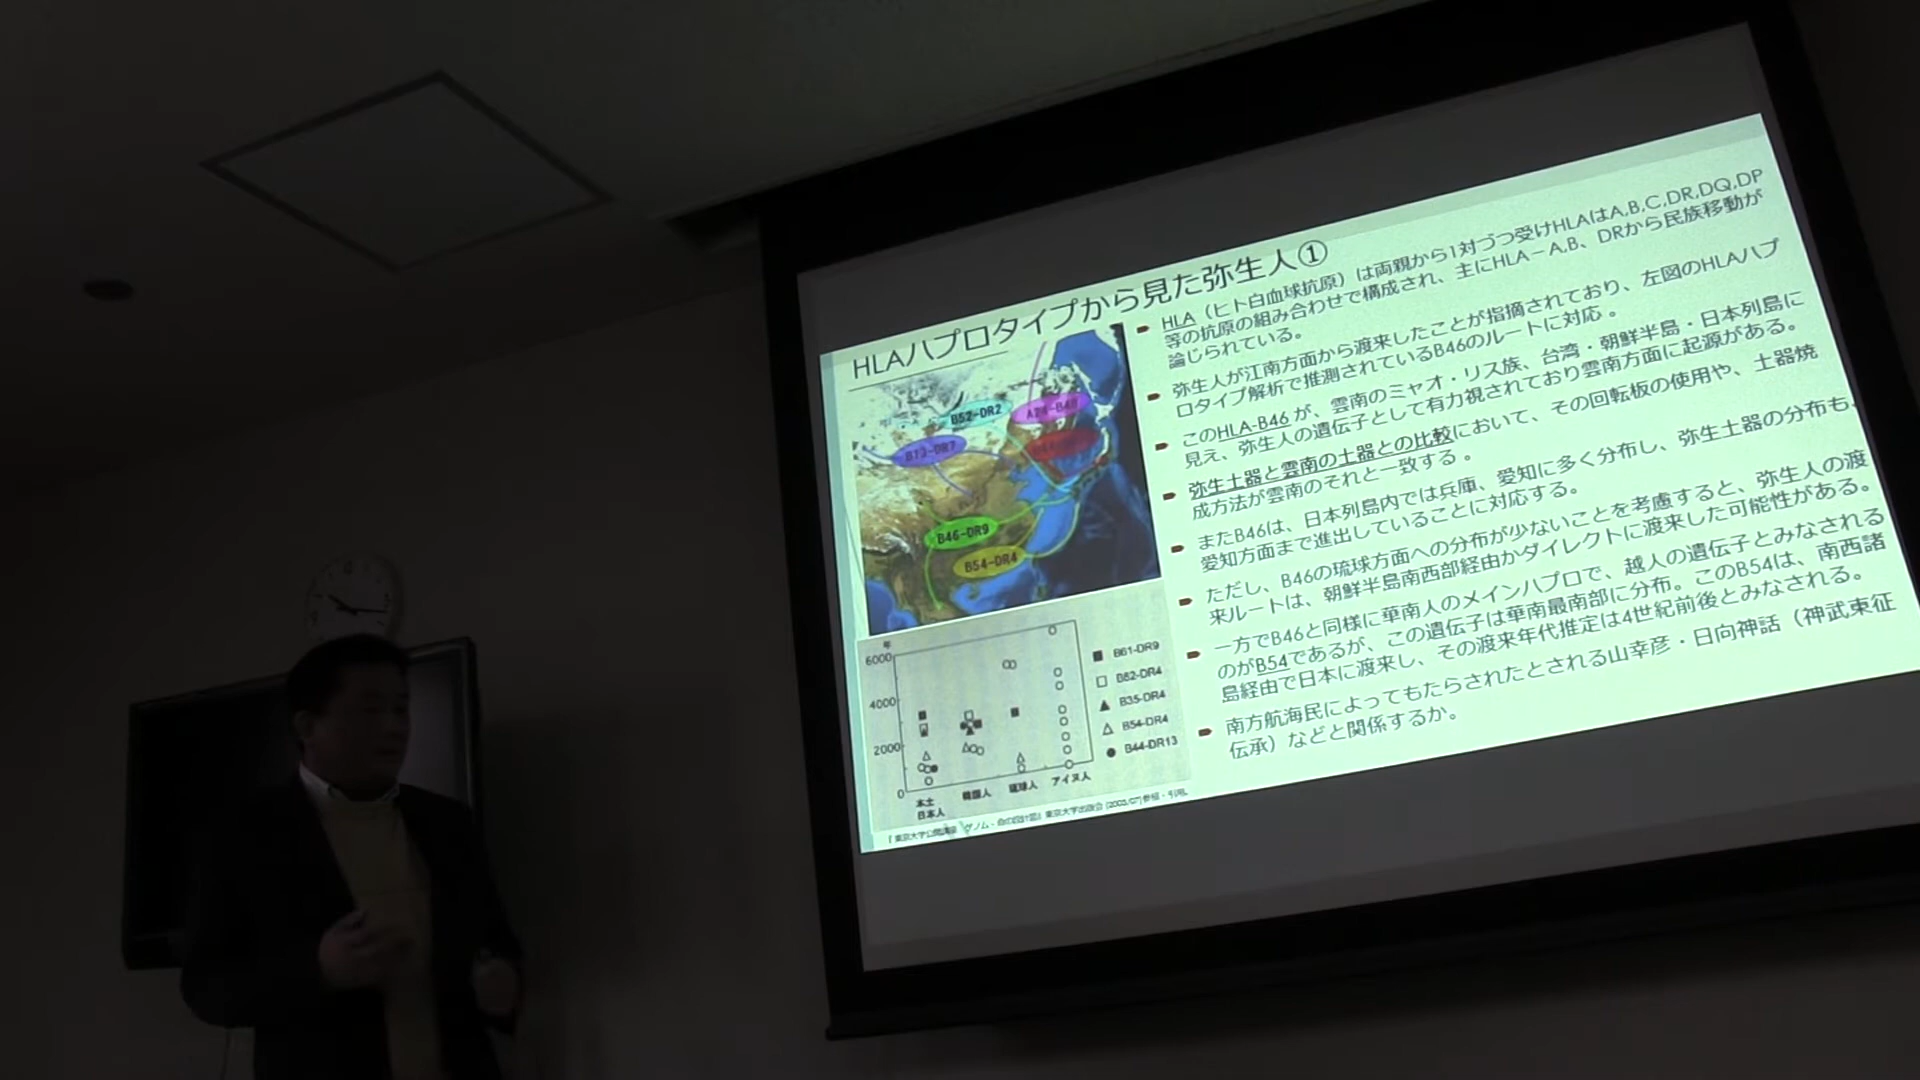 HLAハプロタイプから見た弥生人①
HLA（ヒト白血球抗原）は両親から1対づつ受けHLAはA,B,C,DR,DQ,DP
等の抗原の組み合わせで構成され、主にHLA－A,B、DRから民族移動が
論じられている。
弥生人が江南方面から渡来したことが指摘されており、左図のHLAハプ
ロタイプ解析で推測されているB46のルートに対応 。
このHLA-B46 が、雲南のミャオ・リス族、台湾・朝鮮半島・日本列島に
見え、弥生人の遺伝子として有力視されており雲南方面に起源がある。
弥生土器と雲南の土器との比較において、その回転板の使用や、土器焼
成方法が雲南のそれと一致する 。
またB46は、日本列島内では兵庫、愛知に多く分布し、弥生土器の分布も、
愛知方面まで進出していることに対応する。
ただし、B46の琉球方面への分布が少ないことを考慮すると、弥生人の渡
来ルートは、朝鮮半島南西部経由かダイレクトに渡来した可能性がある。
一方でB46と同様に華南人のメインハプロで、越人の遺伝子とみなされる
のがB54であるが、この遺伝子は華南最南部に分布。このB54は、南西諸
島経由で日本に渡来し、その渡来年代推定は4世紀前後とみなされる。
南方航海民によってもたらされたとされる山幸彦・日向神話（神武東征
伝承）などと関係するか。
B52-DR2
A24-B48
B13-DR7
B46-DR9
B54-DR4
年
6000
4000
2000
0
本土
日本人
韓国人
琉球人
アイヌ人
B61-DR9
B62-DR4
B35-DR4
B54-DR4
B44-DR13